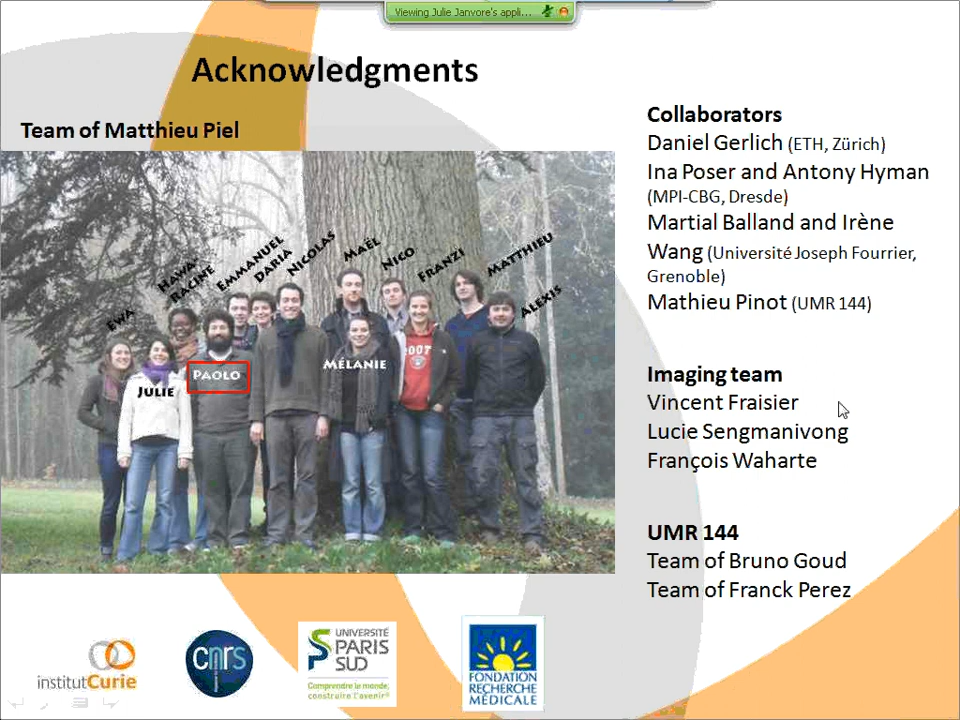 Viewing Julie Janvore's appli...
Acknowledgments
Team of Matthieu Piel
EWA
HAWA-
RACINE
EMMANUEL
DARIA
NICOLAS
MAËL
NICO
FRANZI
MATTHIEU
ALEXIS
JULIE
PAOLO
MÉLANIE
ROOT
Collaborators
Daniel Gerlich (ETH, Zürich)
Ina Poser and Antony Hyman
(MPI-CBG, Dresde)
Martial Balland and Irène
Wang (Université Joseph Fourrier,
Grenoble)
Mathieu Pinot (UMR 144)
Imaging team
Vincent Fraisier
Lucie Sengmanivong
François Waharte
UMR 144
Team of Bruno Goud
Team of Franck Perez
institutCurie
cnrs
UNIVERSITÉ
PARIS
SUD
Comprendre le monde,
construire l'avenir®
FONDATION
RECHERCHE
MÉDICALE